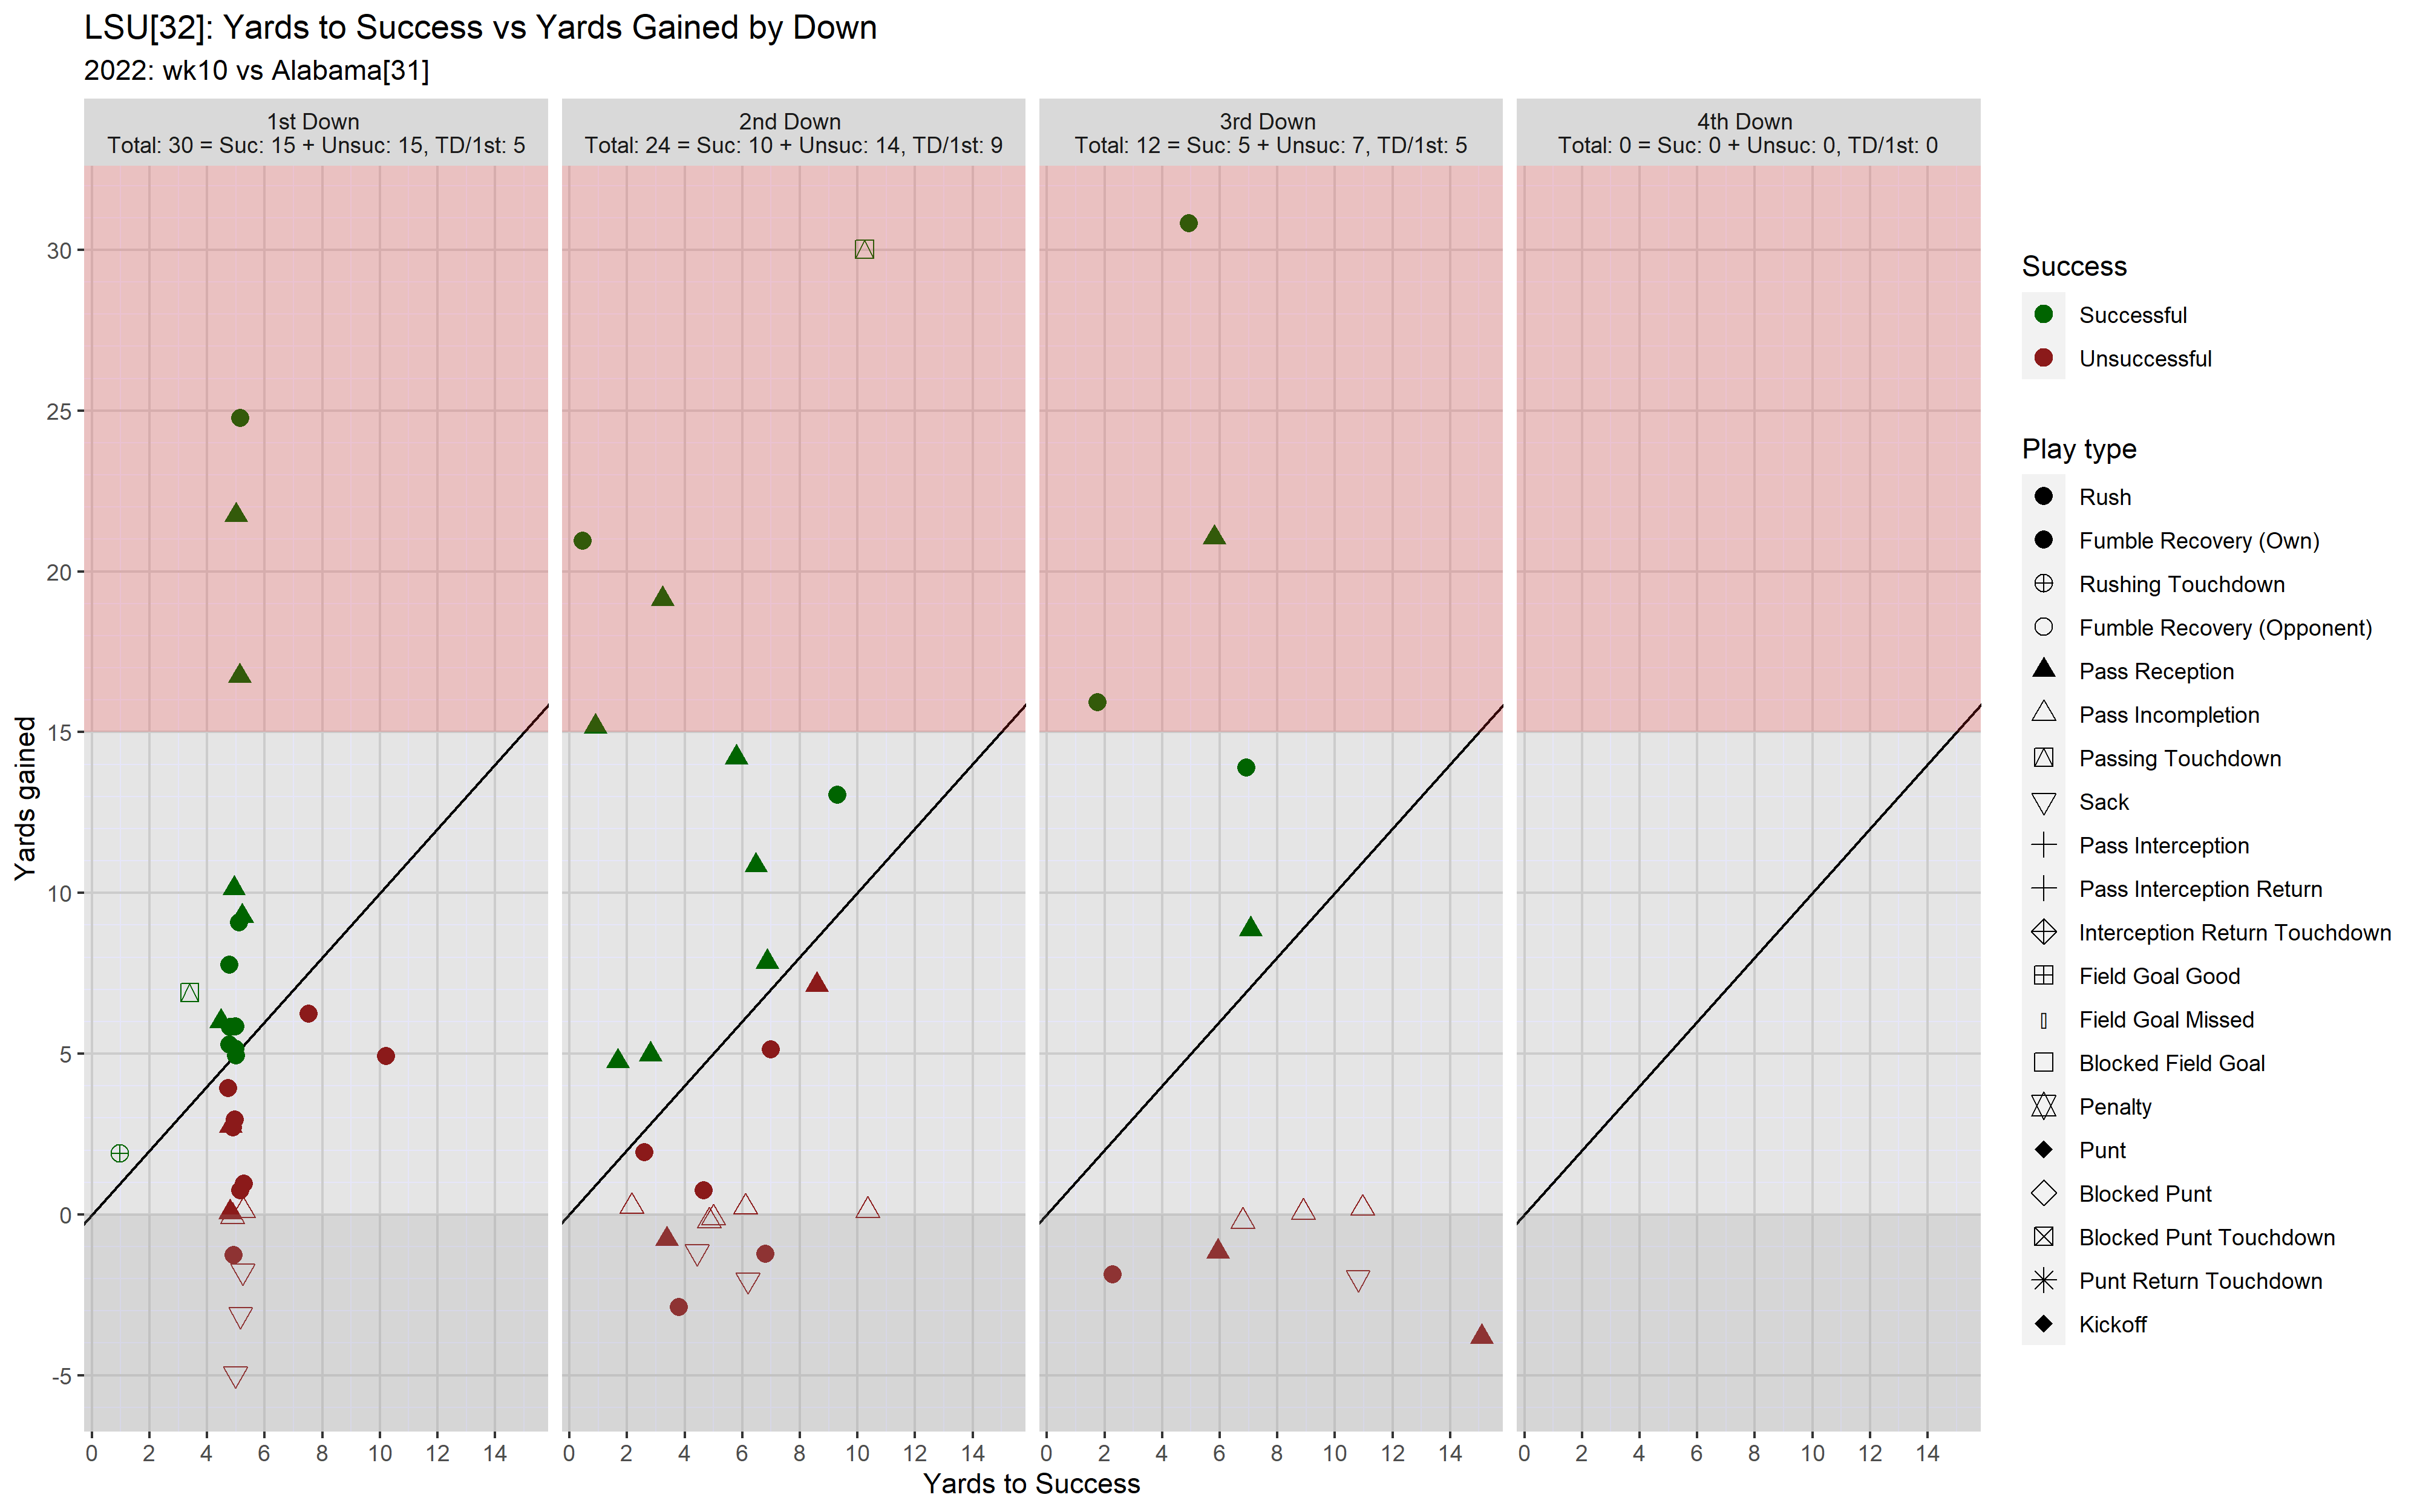 LSU[32]: Yards to Success vs Yards Gained by Down
2022: wk10 vs Alabama[31]
1st Down
Total: 30 = Suc: 15 + Unsuc: 15, TD/1st: 5
2nd Down
Total: 24 = Suc: 10 + Unsuc: 14, TD/1st: 9
3rd Down
Total: 12 = Suc: 5 + Unsuc: 7, TD/1st: 5
4th Down
Total: 0 = Suc: 0 + Unsuc: 0, TD/1st: 0
Yards gained
30
25
20
15
10
5
0
-5
0 2 4 6 8 10 12 14
0 2 4 6 8 10 12 14
0 2 4 6 8 10 12 14
0 2 4 6 8 10 12 14
Yards to Success
Success
Successful
Unsuccessful
Play type
Rush
Fumble Recovery (Own)
Rushing Touchdown
Fumble Recovery (Opponent)
Pass Reception
Pass Incompletion
Passing Touchdown
Sack
Pass Interception
Pass Interception Return
Interception Return Touchdown
Field Goal Good
Field Goal Missed
Blocked Field Goal
Penalty
Punt
Blocked Punt
Blocked Punt Touchdown
Punt Return Touchdown
Kickoff